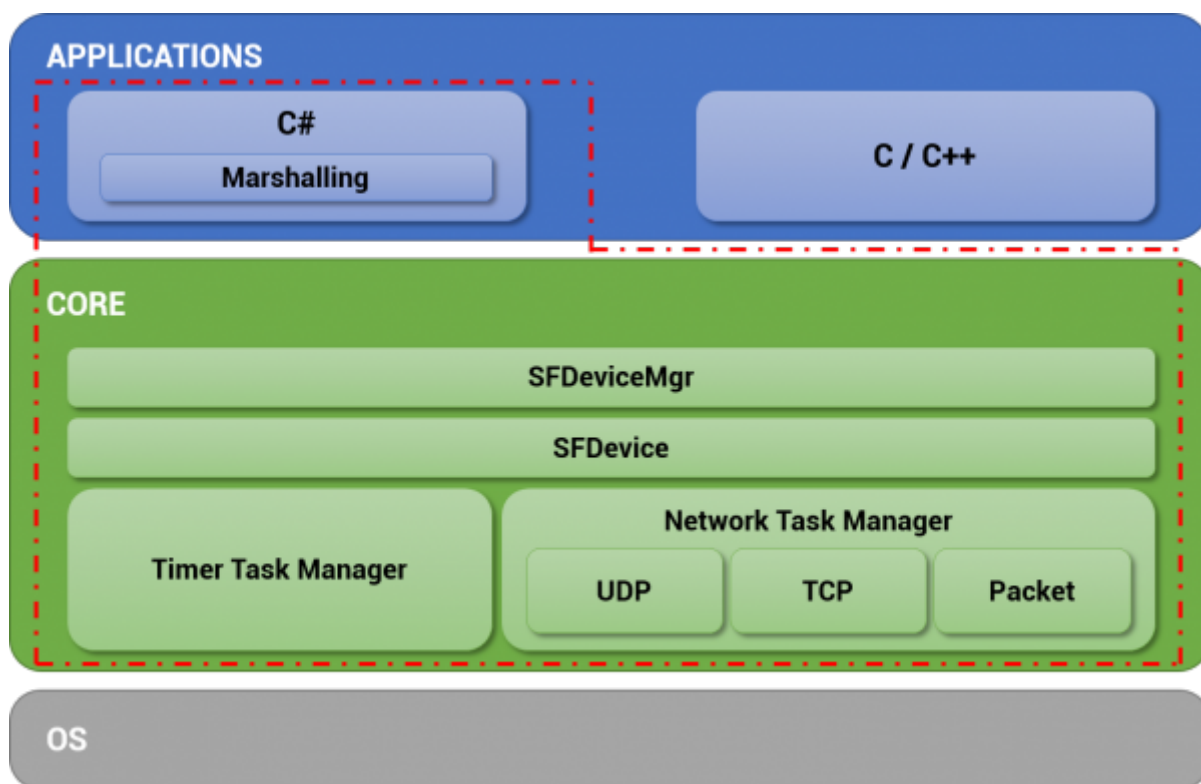 APPLICATIONS
C#
Marshalling
C / C++
CORE
SFDeviceMgr
SFDevice
Timer Task Manager
Network Task Manager
UDP
TCP
Packet
OS